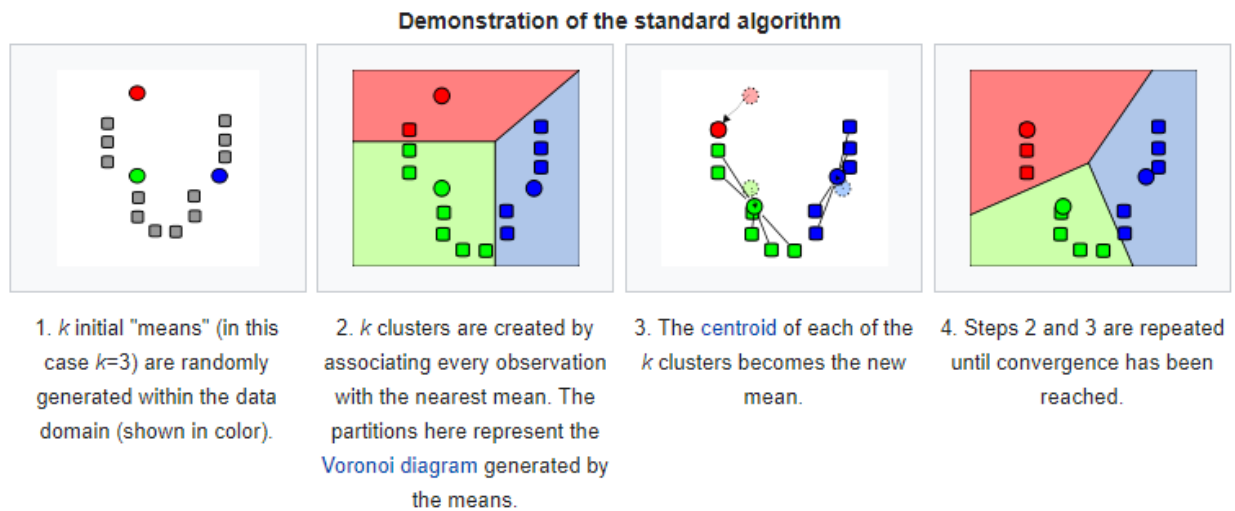 Demonstration of the standard algorithm
1. k initial "means" (in this
case k=3) are randomly
generated within the data
domain (shown in color).
2. k clusters are created by
associating every observation
with the nearest mean. The
partitions here represent the
Voronoi diagram generated by
the means.
3. The centroid of each of the
k clusters becomes the new
mean.
4. Steps 2 and 3 are repeated
until convergence has been
reached.